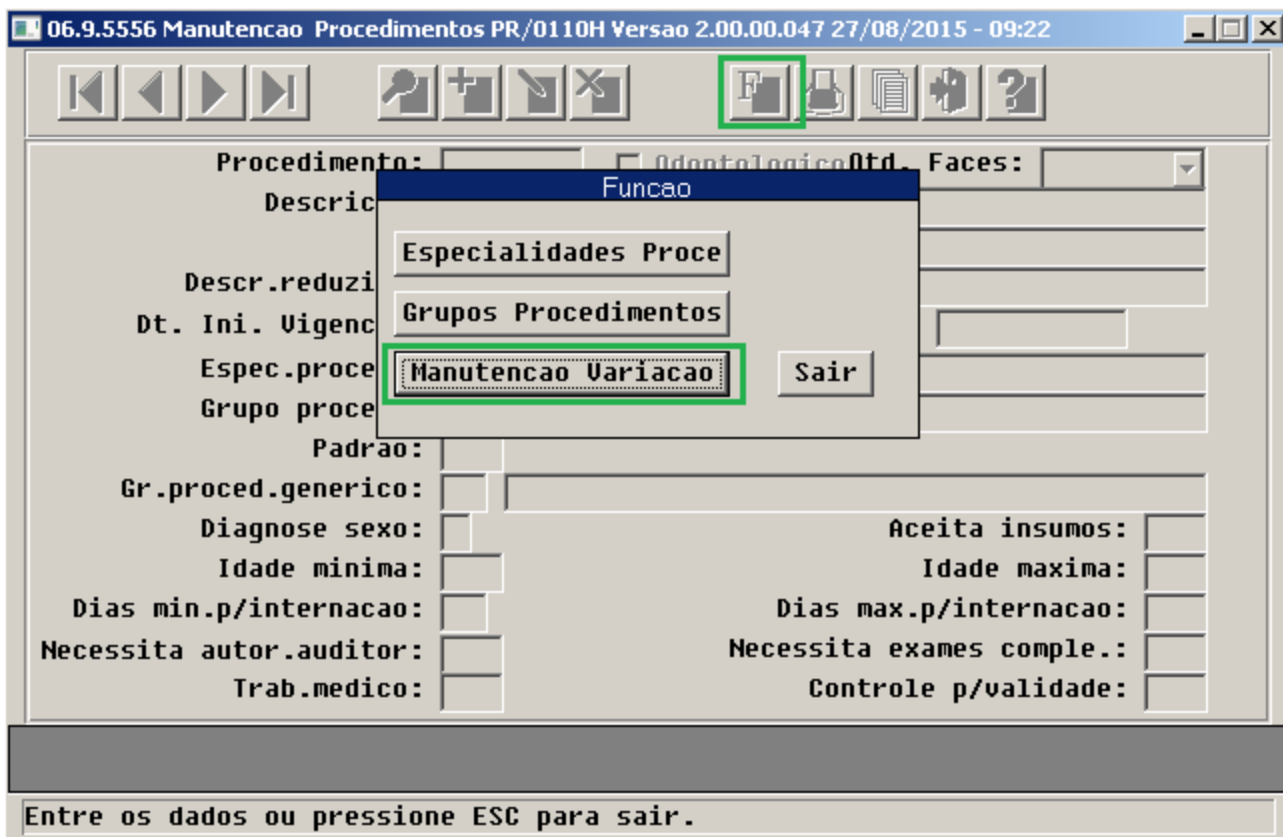 06.9.5556 Manutencao Procedimentos PR/0110H Versao 2.00.00.047 27/08/2015 - 09:22
F
Procedimento: Odontologico Qtd. Faces:
Funcao
Descric
Especialidades Proce
Descr.reduzi
Grupos Procedimentos
Dt. Ini. Vigenc
Espec.proce
Manutencao Variacao Sair
Grupo proce
Padrao:
Gr.proced.generico:
Diagnose sexo: Aceita insumos:
Idade minima: Idade maxima:
Dias min.p/internacao: Dias max.p/internacao:
Necessita autor.auditor: Necessita exames comple.:
Trab.medico: Controle p/validade:
Entre os dados ou pressione ESC para sair.